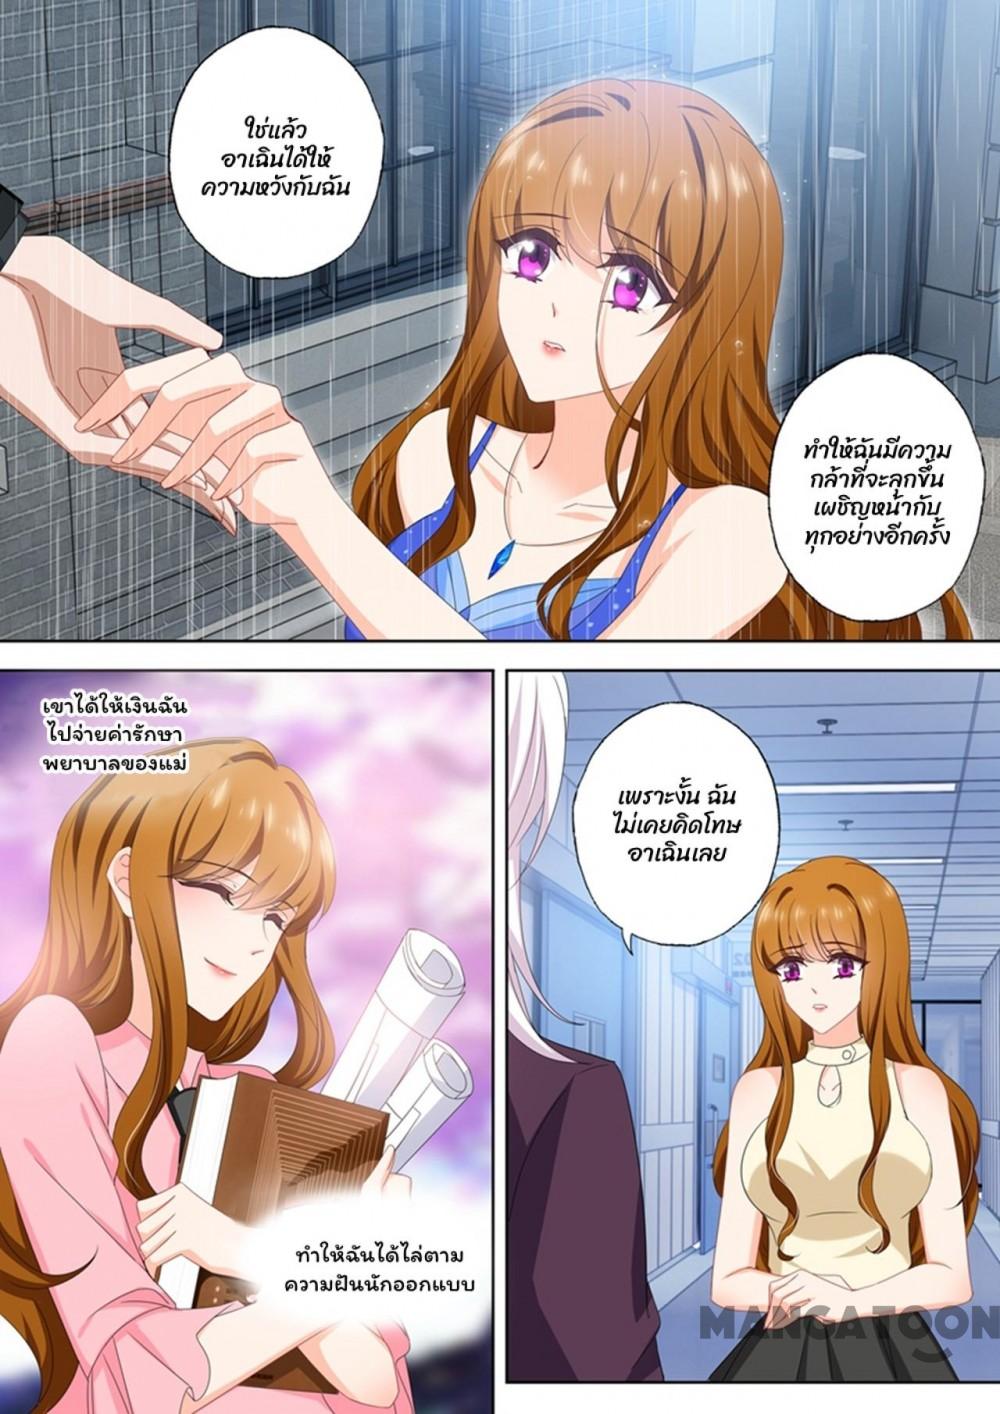 ใช่แล้ว
อาเฉินได้ให้
ความหวังกับฉัน
ทำให้ฉันมีความ
กล้าที่จะลุกขึ้น
เผชิญหน้ากับ
ทุกอย่างอีกครั้ง
เขาได้ให้เงินฉัน
ไปจ่ายค่ารักษา
พยาบาลของแม่
ทำให้ฉันได้ไล่ตาม
ความฝันนักออกแบบ
เพราะงั้น ฉัน
ไม่เคยคิดโทษ
อาเฉินเลย
MANGATOON